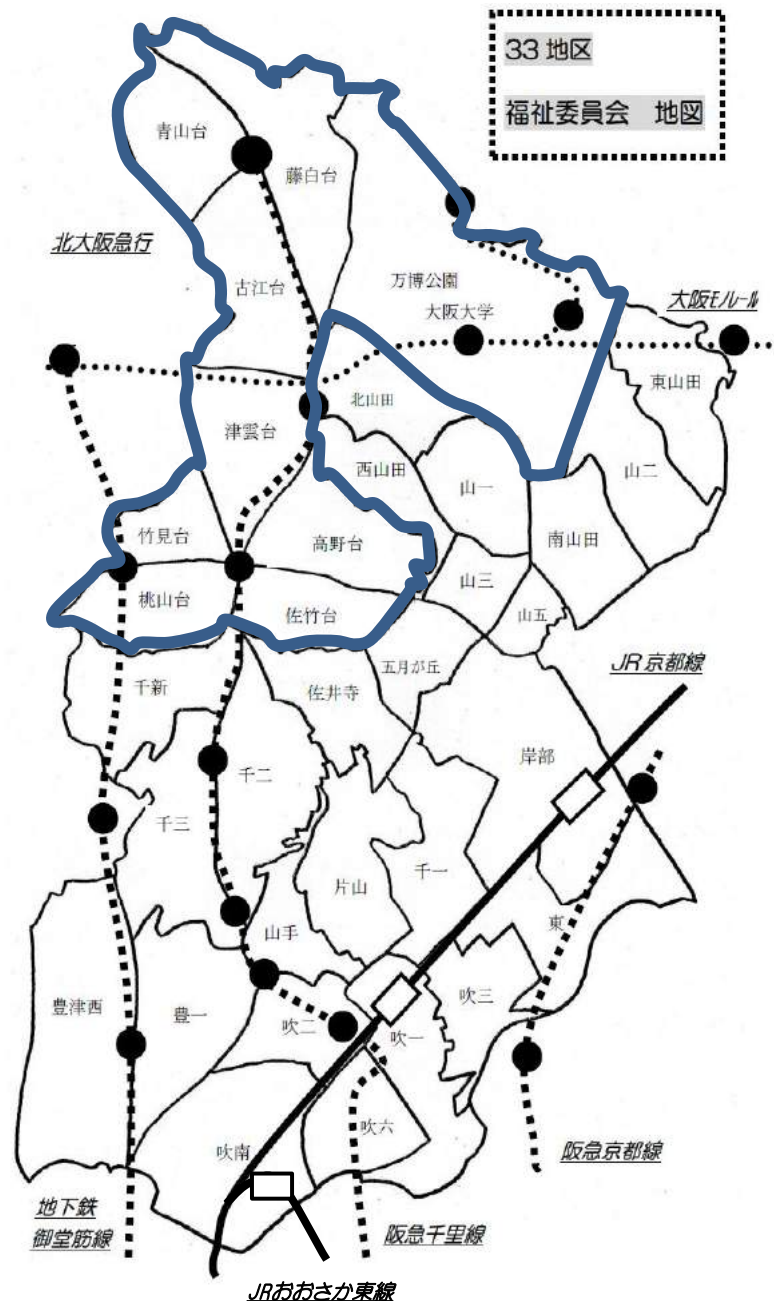 33 地区
福祉委員会 地図
青山台
藤白台
北大阪急行
古江台
万博公園
大阪大学
大阪モノレール
東山田
北山田
津雲台
西山田
山一
山二
竹見台
高野台
南山田
山三
桃山台
佐竹台
山五
千新
佐井寺
五月が丘
JR京都線
岸部
千二
千三
片山
千一
山手
東
豊津西
豊一
吹二
吹一
吹三
吹六
吹南
阪急京都線
地下鉄
御堂筋線
阪急千里線
JRおおさか東線